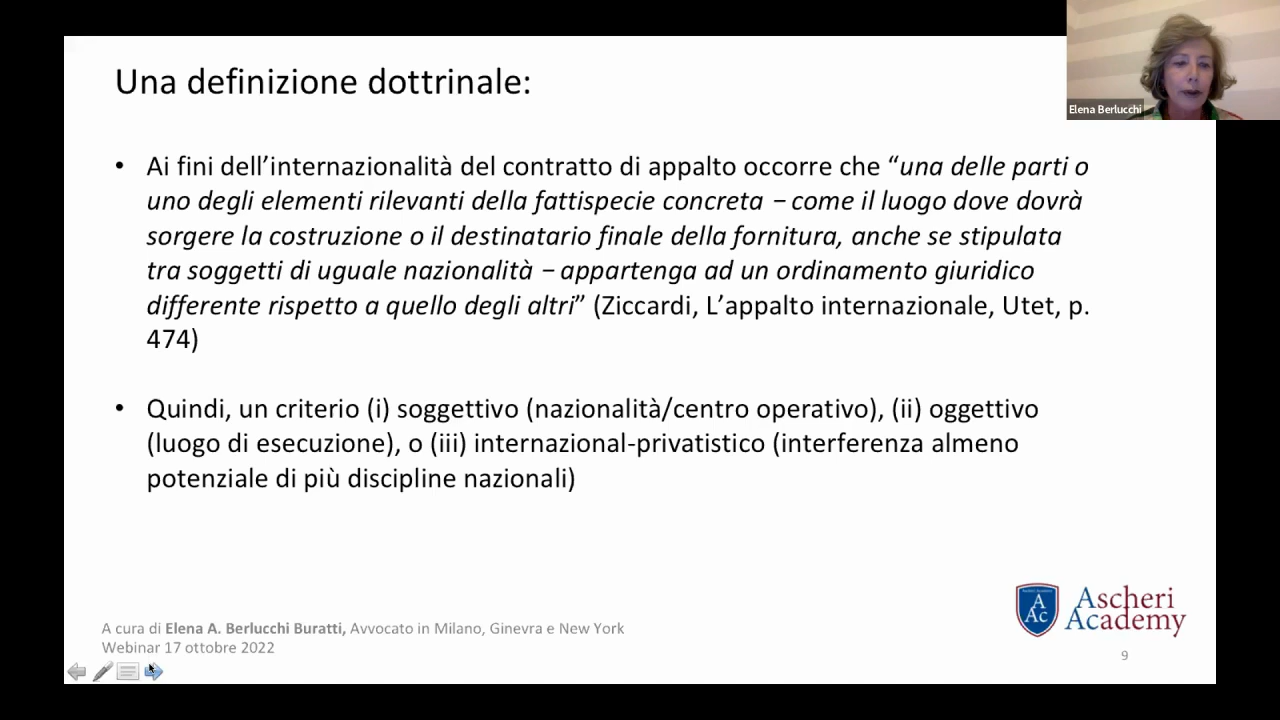 Una definizione dottrinale:
Elena Berlucchi
• Ai fini dell’internazionalità del contratto di appalto occorre che “una delle parti o
uno degli elementi rilevanti della fattispecie concreta – come il luogo dove dovrà
sorgere la costruzione o il destinatario finale della fornitura, anche se stipulata
tra soggetti di uguale nazionalità – appartenga ad un ordinamento giuridico
differente rispetto a quello degli altri” (Ziccardi, L’appalto internazionale, Utet, p.
474)
• Quindi, un criterio (i) soggettivo (nazionalità/centro operativo), (ii) oggettivo
(luogo di esecuzione), o (iii) internazional-privatistico (interferenza almeno
potenziale di più discipline nazionali)
A cura di Elena A. Berlucchi Buratti, Avvocato in Milano, Ginevra e New York
Webinar 17 ottobre 2022
A
Ac
Ascheri
Academy
9